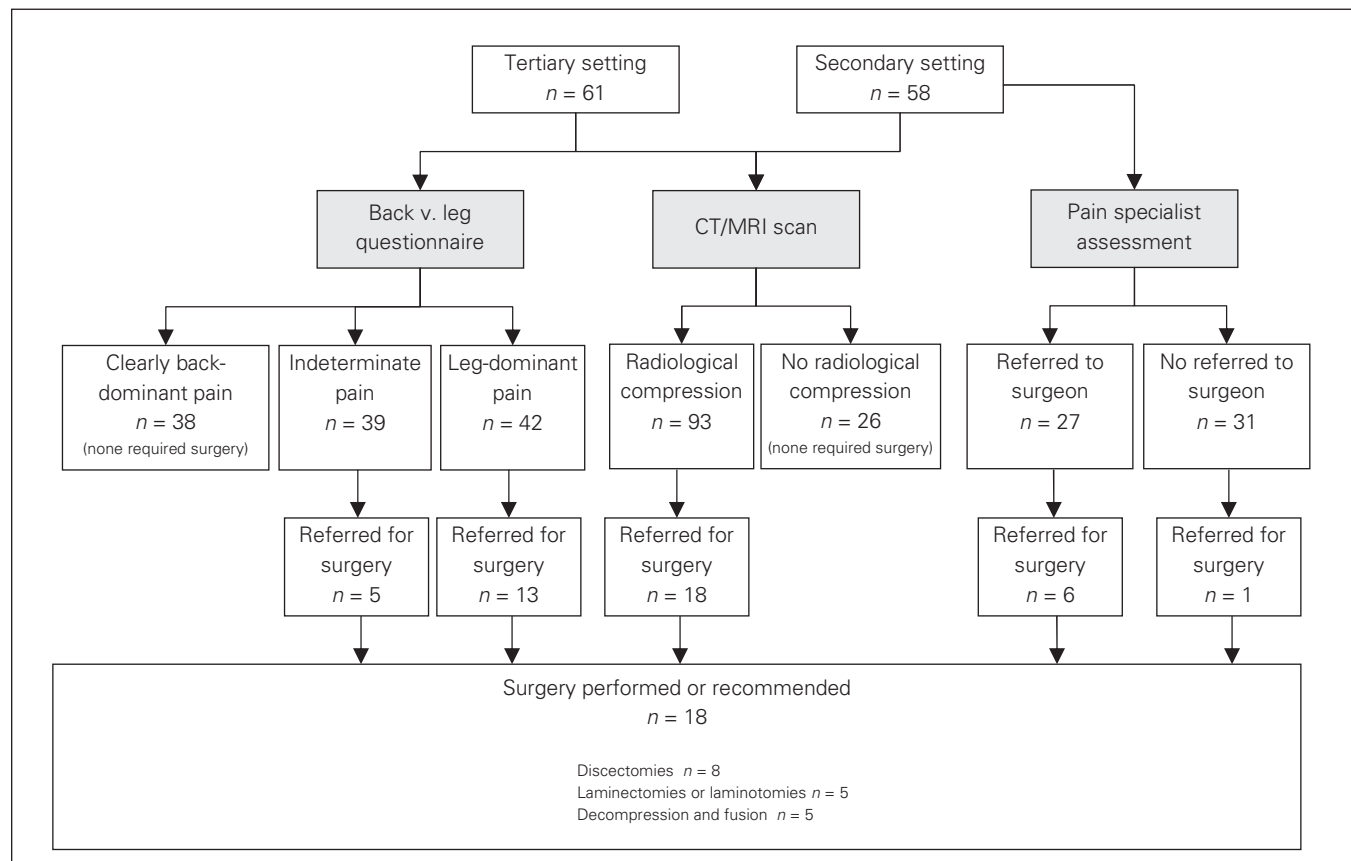 Tertiary setting
n = 61
Secondary setting
n = 58
Back v. leg
questionnaire
CT/MRI scan
Pain specialist
assessment
Clearly back-
dominant pain
n = 38
(none required surgery)
Indeterminate
pain
n = 39
Leg-dominant
pain
n = 42
Radiological
compression
n = 93
No radiological
compression
n = 26
(none required surgery)
Referred to
surgeon
n = 27
No referred to
surgeon
n = 31
Referred for
surgery
n = 5
Referred for
surgery
n = 13
Referred for
surgery
n = 18
Referred for
surgery
n = 6
Referred for
surgery
n = 1
Surgery performed or recommended
n = 18
Discectomies n = 8
Laminectomies or laminotomies n = 5
Decompression and fusion n = 5